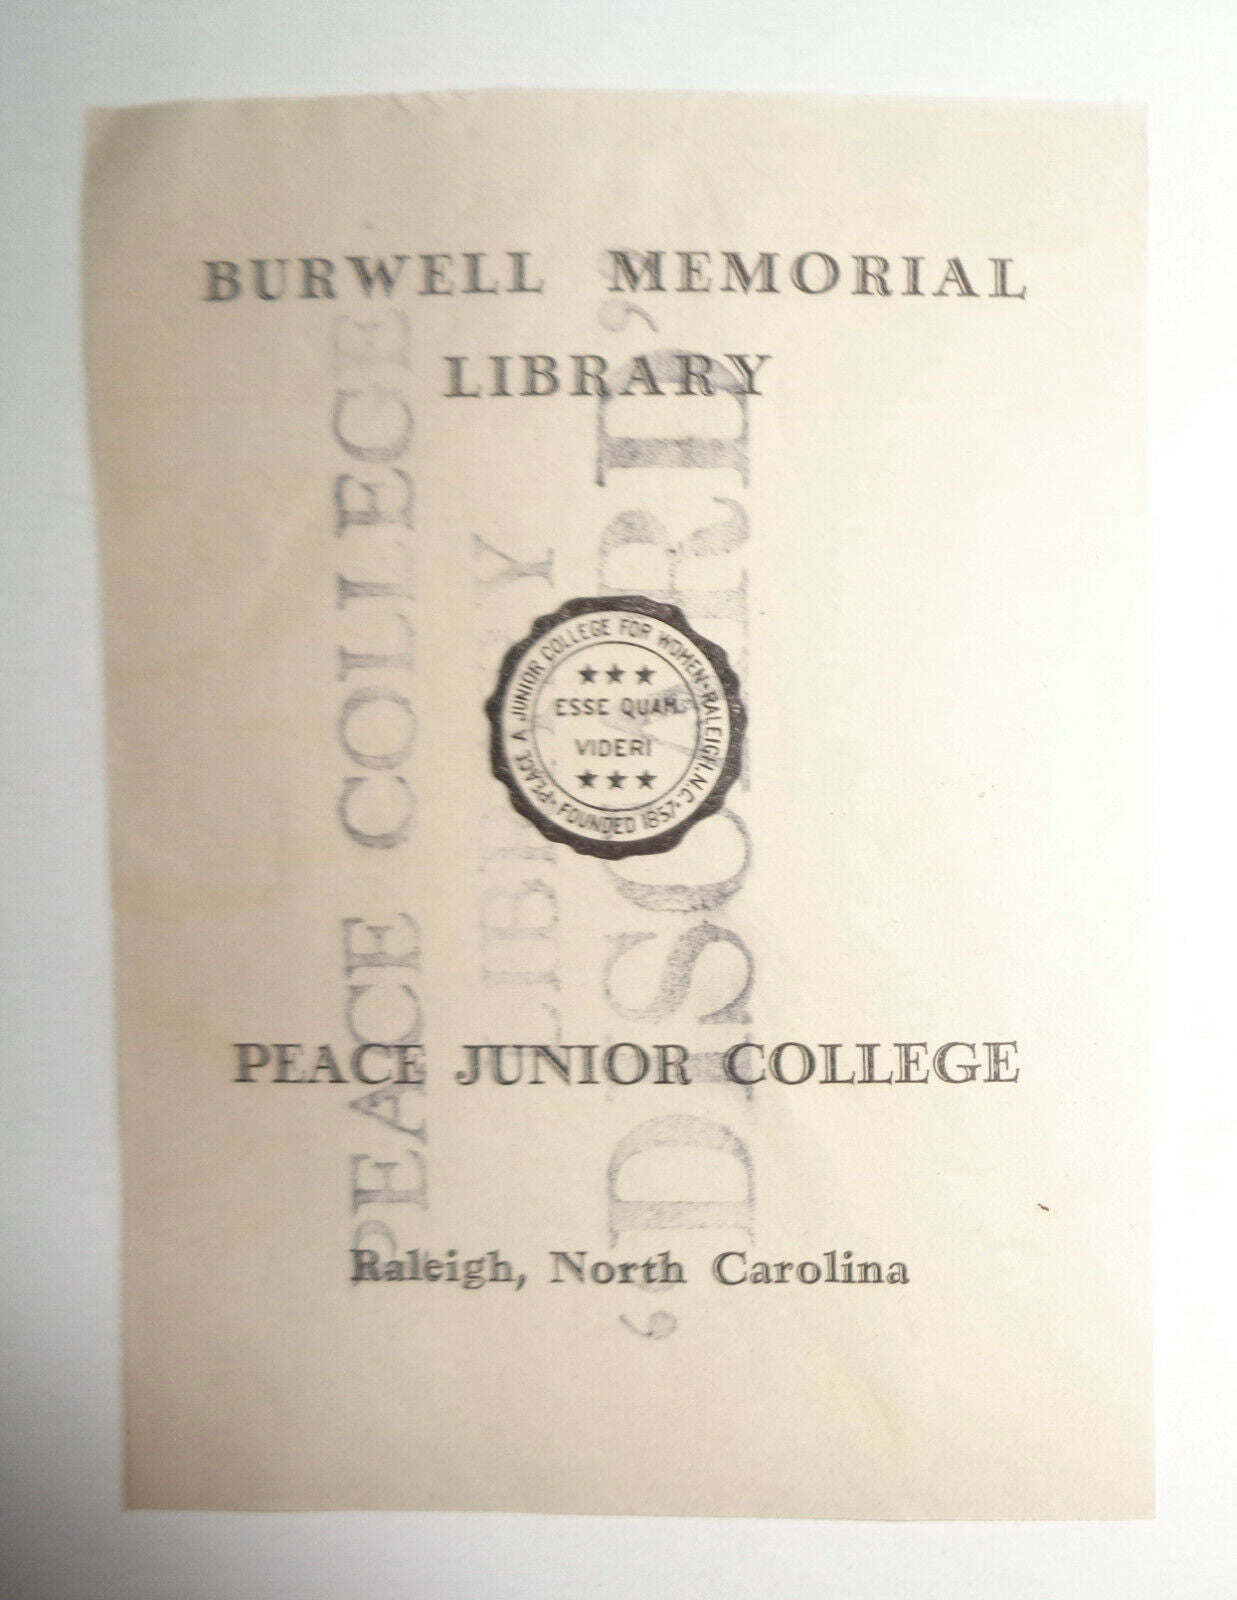 BURWELL MEMORIAL
LIBRARY
PEACE COLLEGE
LIBRARY
"DISCARD"
PEACE A JUNIOR COLLEGE FOR WOMEN • RALEIGH, N.C. •
★★★
ESSE QUAM
VIDERI
★★★
• FOUNDED 1857 •
PEACE JUNIOR COLLEGE
Raleigh, North Carolina